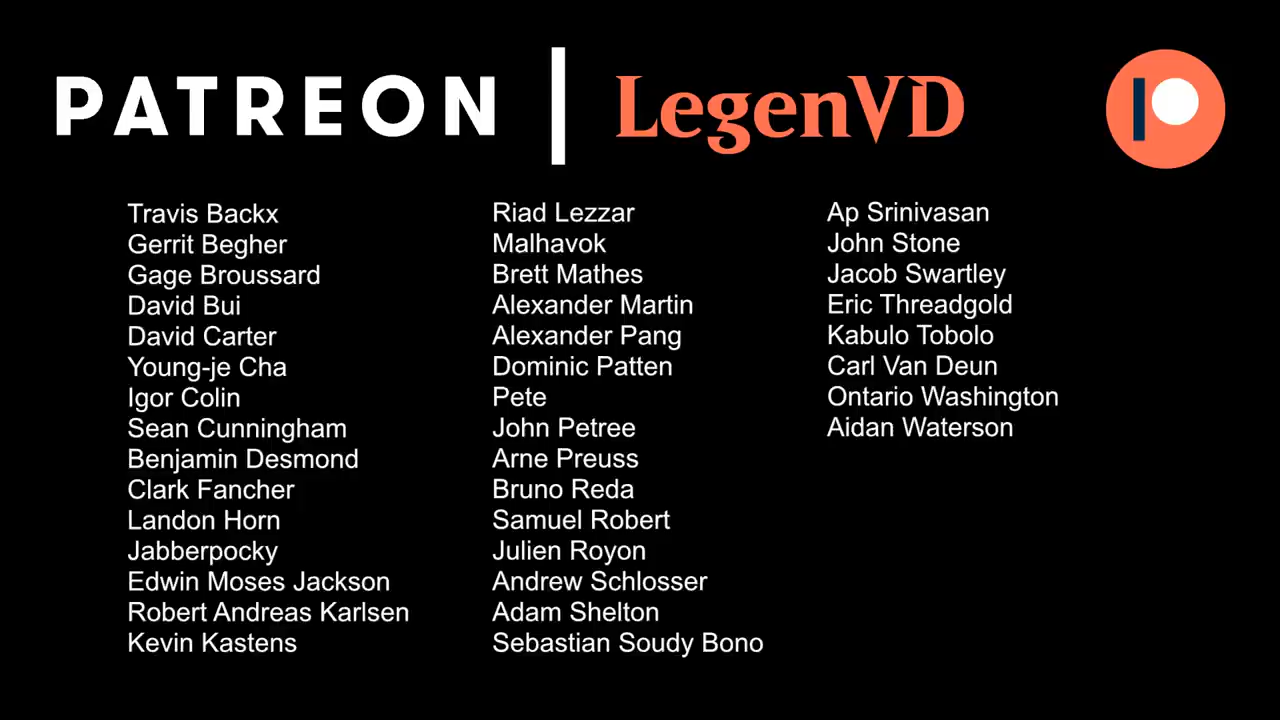 PATREON | LegenVD
Travis Backx
Gerrit Begher
Gage Broussard
David Bui
David Carter
Young-je Cha
Igor Colin
Sean Cunningham
Benjamin Desmond
Clark Fancher
Landon Horn
Jabberpocky
Edwin Moses Jackson
Robert Andreas Karlsen
Kevin Kastens
Riad Lezzar
Malhavok
Brett Mathes
Alexander Martin
Alexander Pang
Dominic Patten
Pete
John Petree
Arne Preuss
Bruno Reda
Samuel Robert
Julien Royon
Andrew Schlosser
Adam Shelton
Sebastian Soudy Bono
Ap Srinivasan
John Stone
Jacob Swartley
Eric Threadgold
Kabulo Tobolo
Carl Van Deun
Ontario Washington
Aidan Waterson